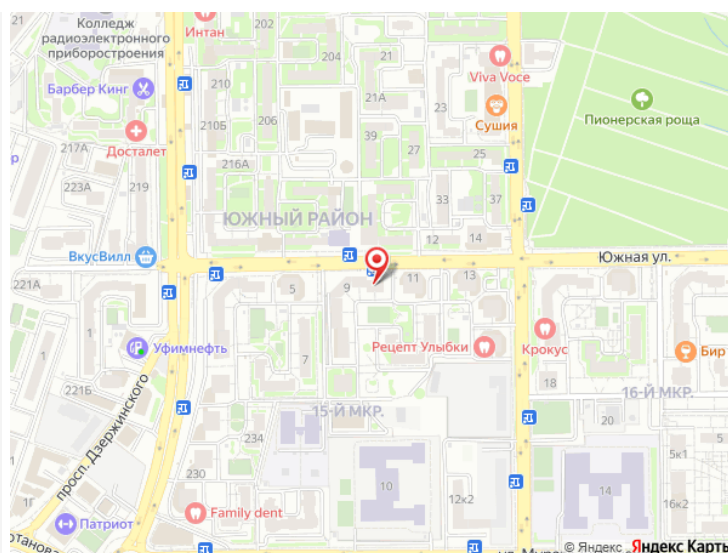 Колледж
радиоэлектронного
приборостроения
Интан
204
21
Viva Voce
210
Барбер Кинг
21А
23
Сушия
206
Пионерская роща
210Б
Досталет
39
27
217А
216А
25
223А
219
33
37
ЮЖНЫЙ РАЙОН
12
14
ВкусВилл
Южная ул.
221А
5
9
11
13
1
Уфимнефть
Рецепт Улыбки
Крокус
Бир
7
просп. Дзержинского
221Б
18
16-Й МКР.
15-Й МКР.
20
234
5к1
230
10
12к2
14
1Г
16к2
Family dent
Патриот
© Яндекс
Яндекс Карты